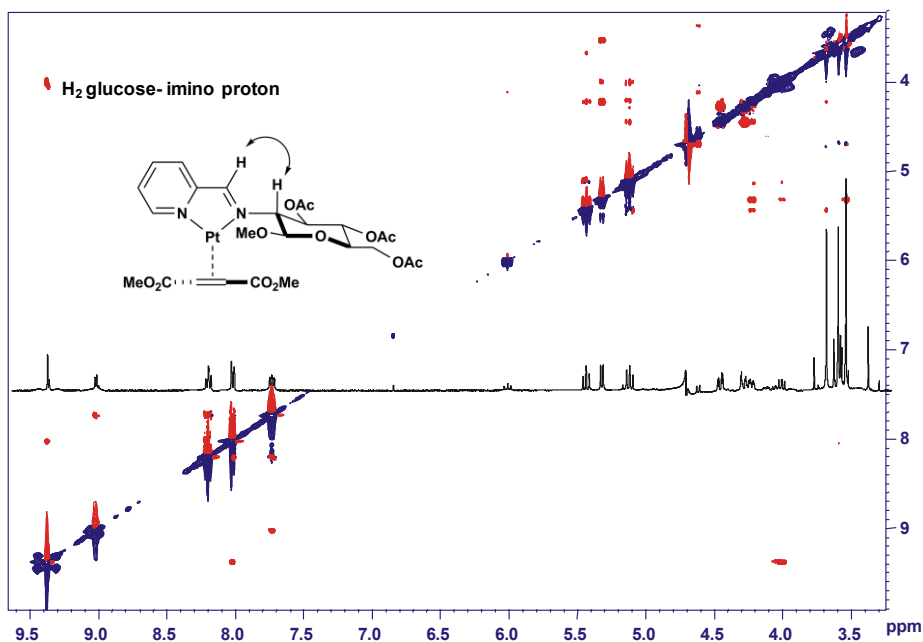 H2 glucose- imino proton
H
H
OAc
N
N
MeO
O
OAc
Pt
OAc
MeO2C
CO2Me
4
5
6
7
8
9
9.5 9.0 8.5 8.0 7.5 7.0 6.5 6.0 5.5 5.0 4.5 4.0 3.5 ppm